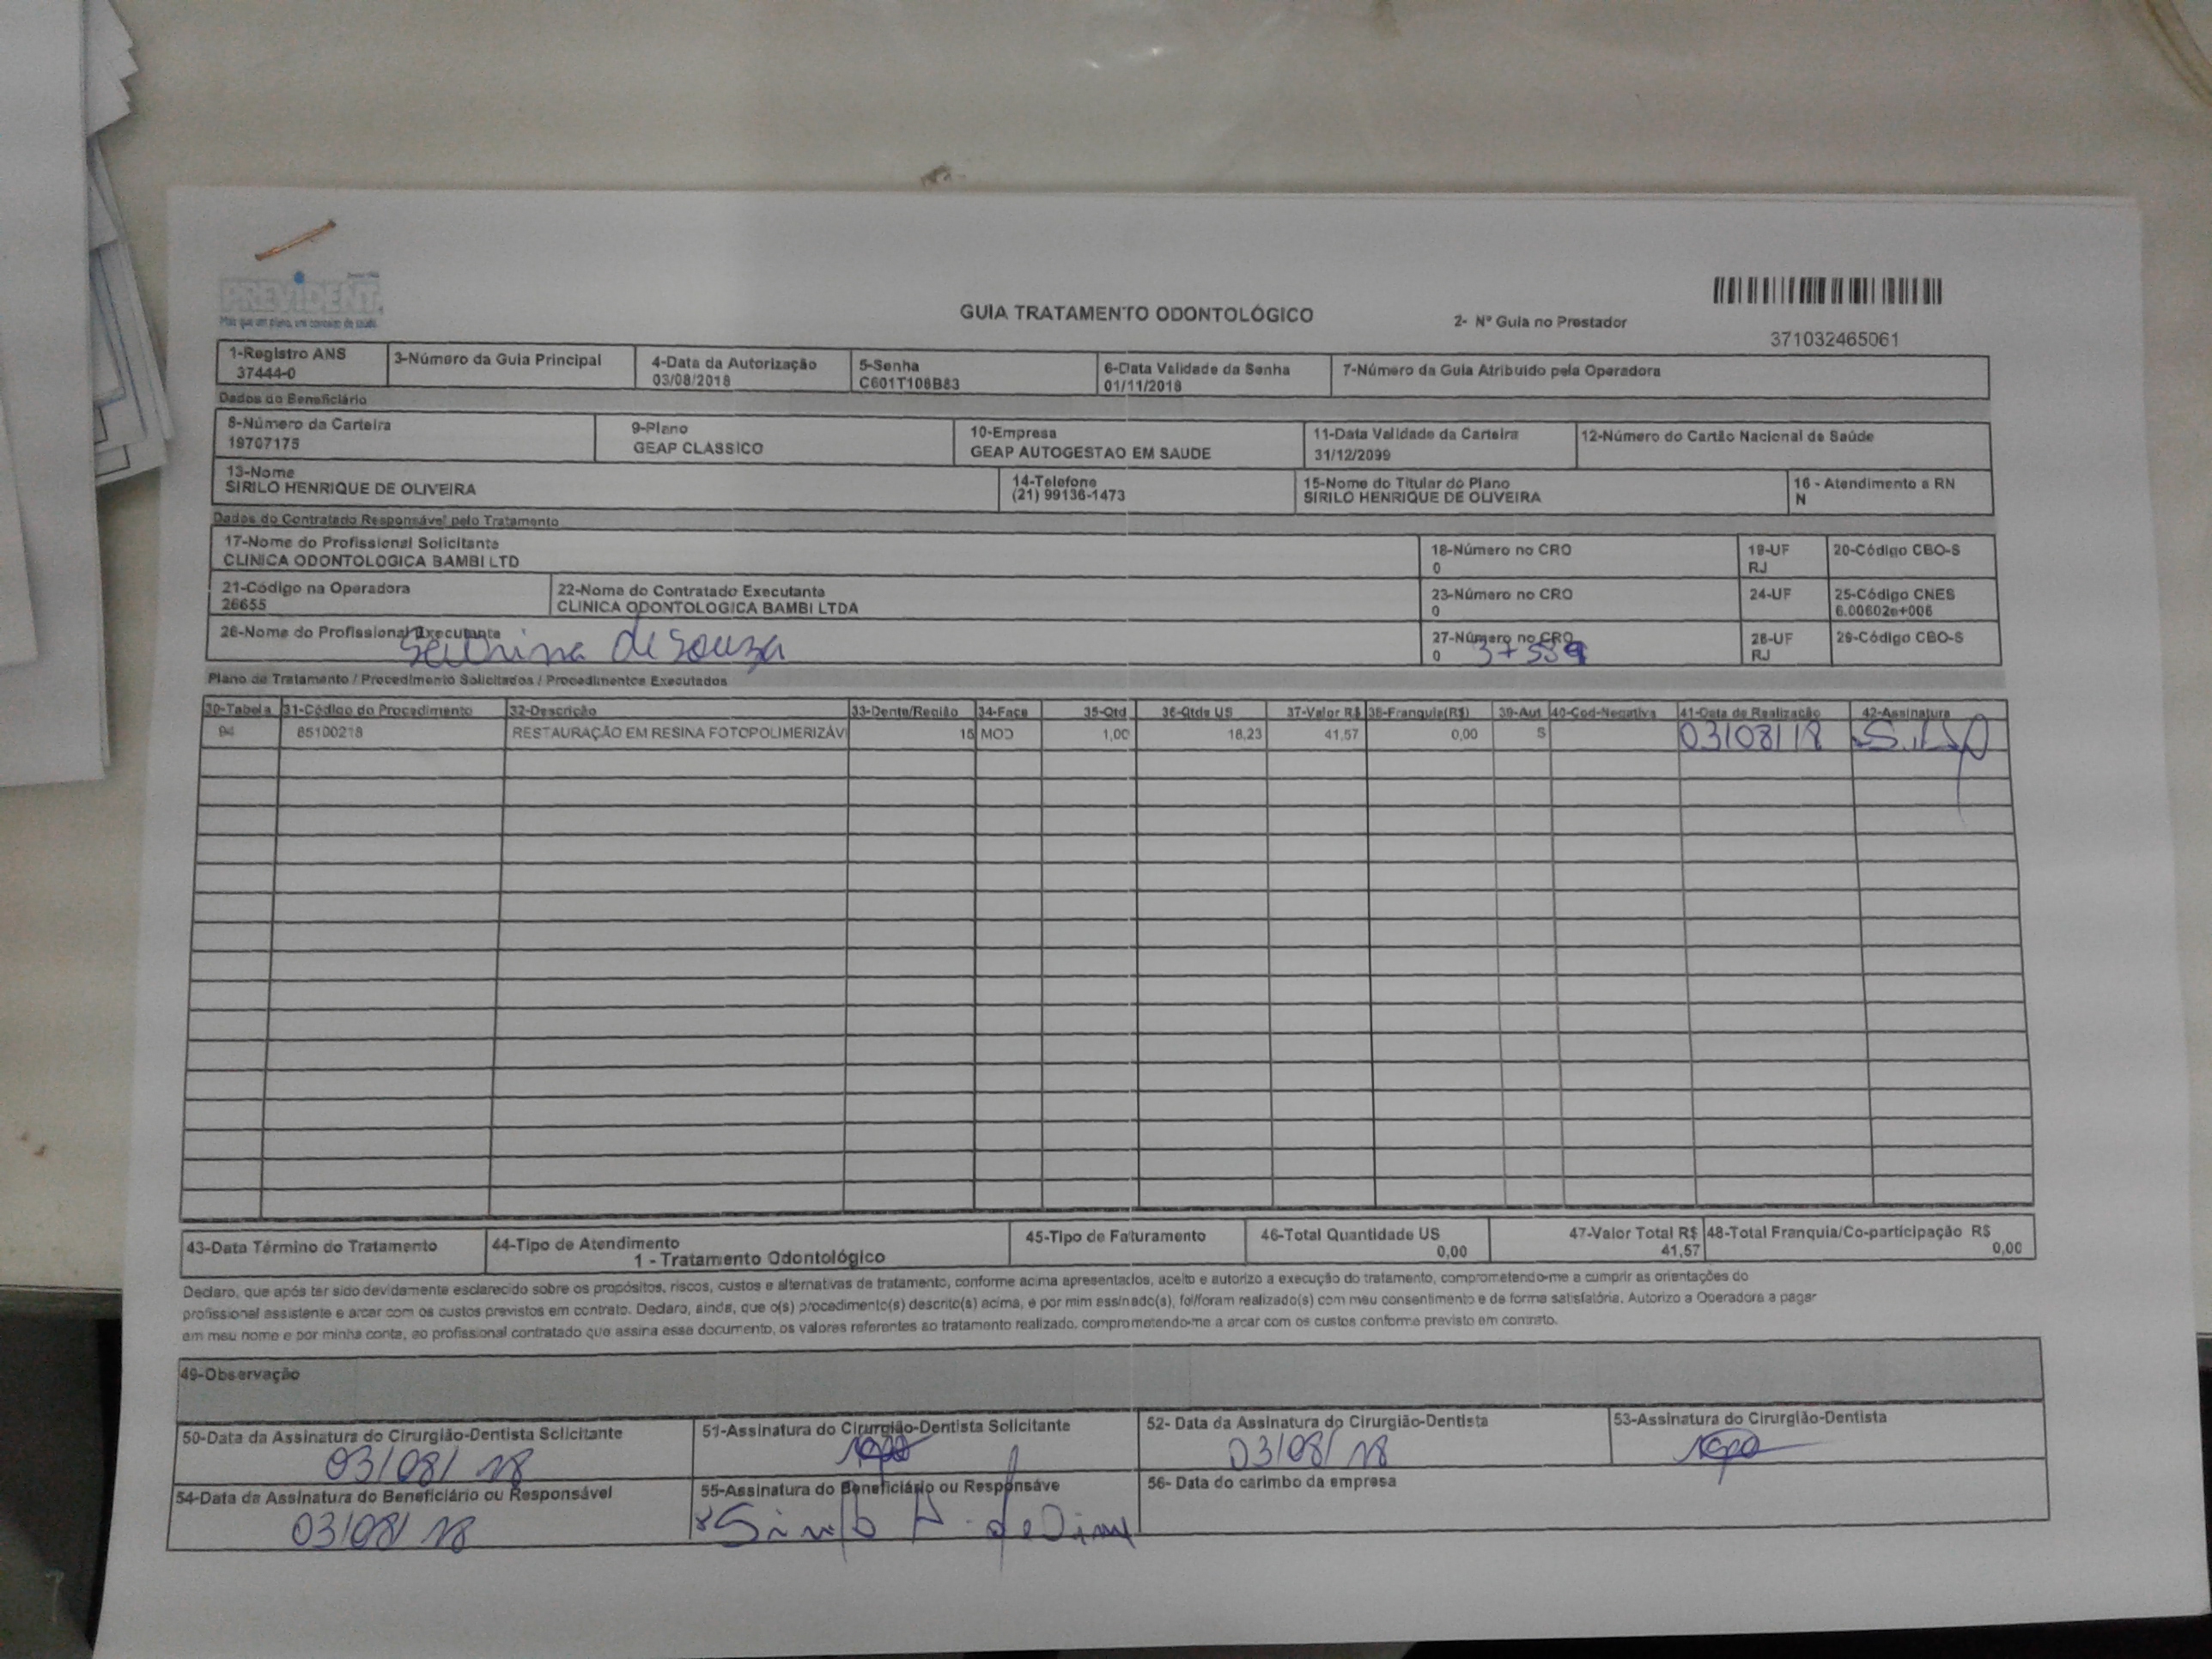 PREVIDENT
Mais que um plano, um conceito de saúde.
GUIA TRATAMENTO ODONTOLÓGICO
2- Nº Guia no Prestador
371032465061
1-Registro ANS
37444-0
3-Número da Guia Principal
4-Data da Autorização
03/08/2018
5-Senha
C601T106B83
6-Data Validade da Senha
01/11/2018
7-Número da Guia Atribuído pela Operadora
Dados do Beneficiário
8-Número da Carteira
19707175
9-Plano
GEAP CLASSICO
10-Empresa
GEAP AUTOGESTAO EM SAUDE
11-Data Validade da Carteira
31/12/2099
12-Número do Cartão Nacional de Saúde
13-Nome
SIRILO HENRIQUE DE OLIVEIRA
14-Telefone
(21) 99136-1473
15-Nome do Titular do Plano
SIRILO HENRIQUE DE OLIVEIRA
16 - Atendimento a RN
N
Dados do Contratado Responsável pelo Tratamento
17-Nome do Profissional Solicitante
CLINICA ODONTOLOGICA BAMBI LTD
18-Número no CRO
0
19-UF
RJ
20-Código CBO-S
21-Código na Operadora
26655
22-Nome do Contratado Executante
CLINICA ODONTOLOGICA BAMBI LTDA
23-Número no CRO
0
24-UF
25-Código CNES
6.00602e+006
26-Nome do Profissional Executante
de Souza
27-Número no CRO
0
28-UF
RJ
29-Código CBO-S
Plano de Tratamento / Procedimento Solicitados / Procedimentos Executados
30-Tabela 31-Código do Procedimento 32-Descrição 33-Dente/Região 34-Face 35-Qtd 36-Qtde US 37-Valor R$ 38-Franquia(R$) 39-Aut 40-Cod-Negativa 41-Data de Realização 42-Assinatura
94 85100218 RESTAURAÇÃO EM RESINA FOTOPOLIMERIZÁV 15 MOD 1,00 18,23 41,57 0,00 S 03/08/18
43-Data Término do Tratamento
44-Tipo de Atendimento
1 - Tratamento Odontológico
45-Tipo de Faturamento
46-Total Quantidade US
0,00
47-Valor Total R$
41,57
48-Total Franquia/Co-participação R$
0,00
Declaro, que após ter sido devidamente esclarecido sobre os propósitos, riscos, custos e alternativas de tratamento, conforme acima apresentados, aceito e autorizo a execução do tratamento, comprometendo-me a cumprir as orientações do
profissional assistente e arcar com os custos previstos em contrato. Declaro, ainda, que o(s) procedimento(s) descrito(s) acima, e por mim assinado(s), foi/foram realizado(s) com meu consentimento e de forma satisfatória. Autorizo a Operadora a pagar
em meu nome e por minha conta, ao profissional contratado que assina esse documento, os valores referentes ao tratamento realizado, comprometendo-me a arcar com os custos conforme previsto em contrato.
49-Observação
50-Data da Assinatura do Cirurgião-Dentista Solicitante
03/08/18
51-Assinatura do Cirurgião-Dentista Solicitante
52- Data da Assinatura do Cirurgião-Dentista
03/08/18
53-Assinatura do Cirurgião-Dentista
54-Data da Assinatura do Beneficiário ou Responsável
03/08/18
55-Assinatura do Beneficiário ou Responsáve
56- Data do carimbo da empresa